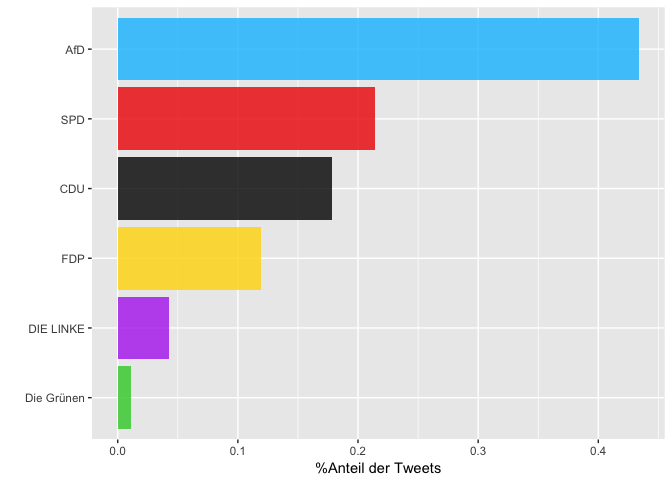 AfD
SPD
CDU
FDP
DIE LINKE
Die Grünen
0.0 0.1 0.2 0.3 0.4
%Anteil der Tweets